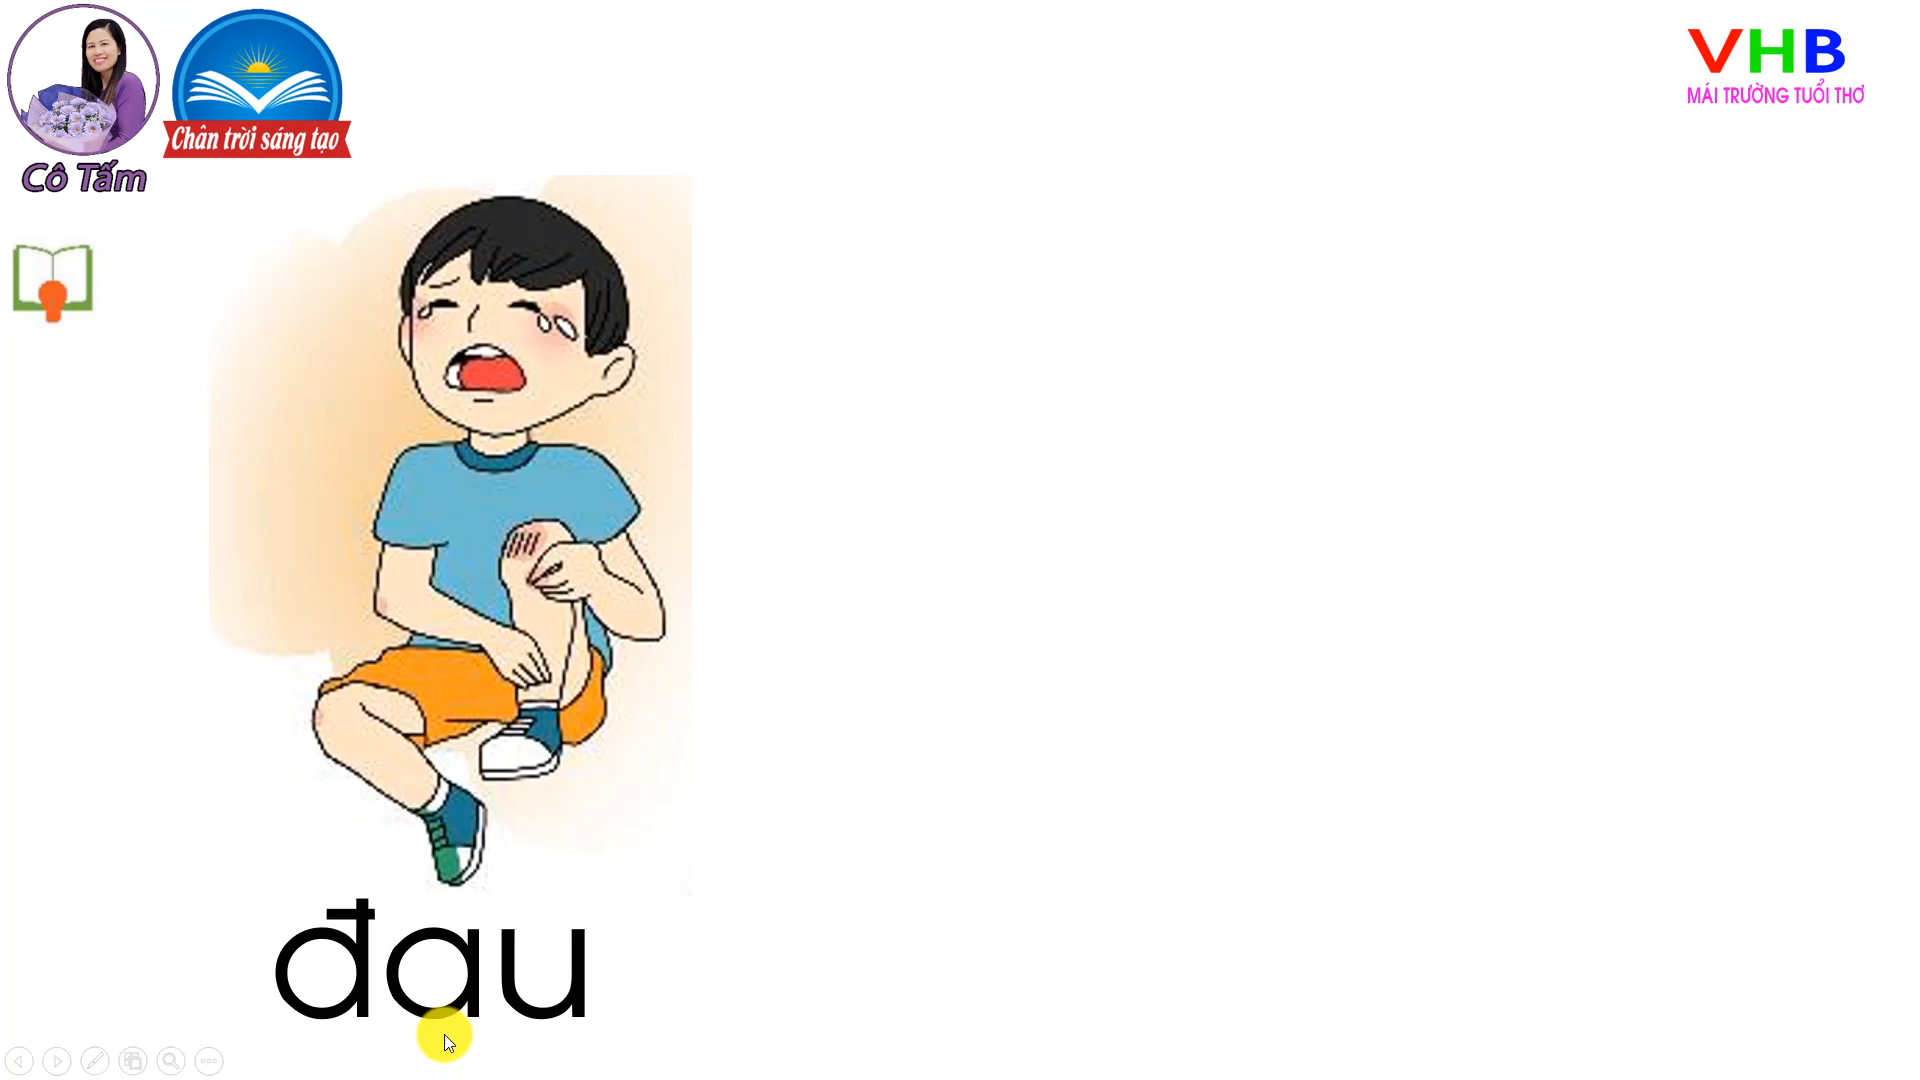 Cô Tấm
Chân trời sáng tạo
VHB
MÁI TRƯỜNG TUỔI THƠ
đau